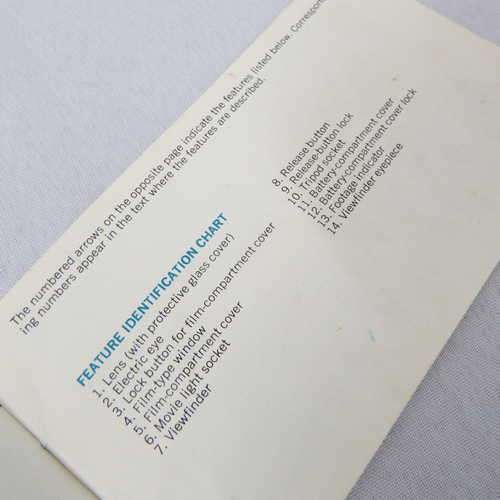 The numbered arrows on the opposite page indicate the features listed below. Correspond-
ing numbers appear in the text where the features are described.
FEATURE IDENTIFICATION CHART
1. Lens (with protective glass cover)
2. Electric eye
3. Lock button for film-compartment cover
4. Film-type window
5. Film-compartment cover
6. Movie light socket
7. Viewfinder
8. Release button
9. Release-button lock
10. Tripod socket
11. Battery-compartment cover
12. Battery-compartment cover lock
13. Footage indicator
14. Viewfinder eyepiece